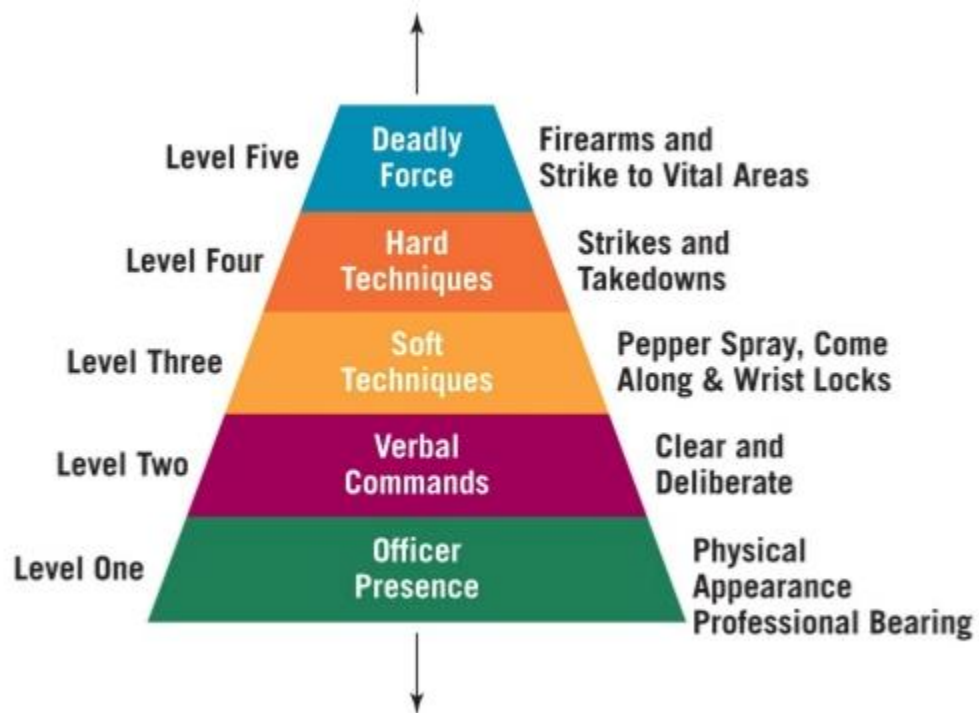 Level Five
Deadly
Force
Firearms and
Strike to Vital Areas
Level Four
Hard
Techniques
Strikes and
Takedowns
Level Three
Soft
Techniques
Pepper Spray, Come
Along & Wrist Locks
Level Two
Verbal
Commands
Clear and
Deliberate
Level One
Officer
Presence
Physical
Appearance
Professional Bearing